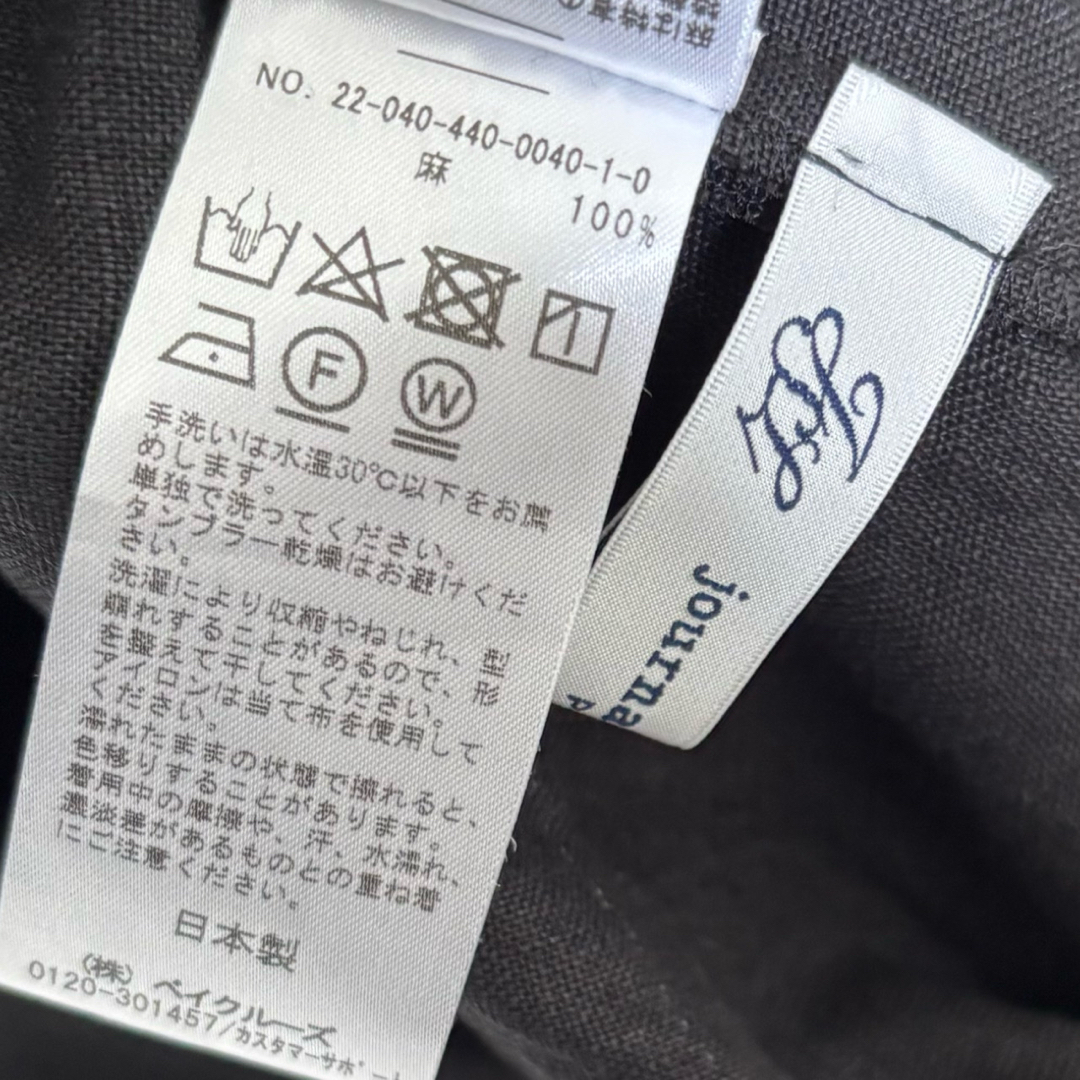 麻は特有
NO. 22-040-440-0040-1-0
麻
100%
F
W
手洗いは水温30℃以下をお薦
めします。
単独で洗ってください。
タンブラー乾燥はお避けくだ
さい。
洗濯により収縮やねじれ、型
崩れすることがあるので、形
を整えて干してください。
アイロンは当て布を使用して
ください。
濡れたままの状態で擦れると、
色移りすることがあります。
着用中の摩擦や、汗、水濡れ、
濃淡差があるものとの重ね着
にご注意ください。
日本製
(株) ベイクルーズ
0120-301457/カスタマーサポー
journa